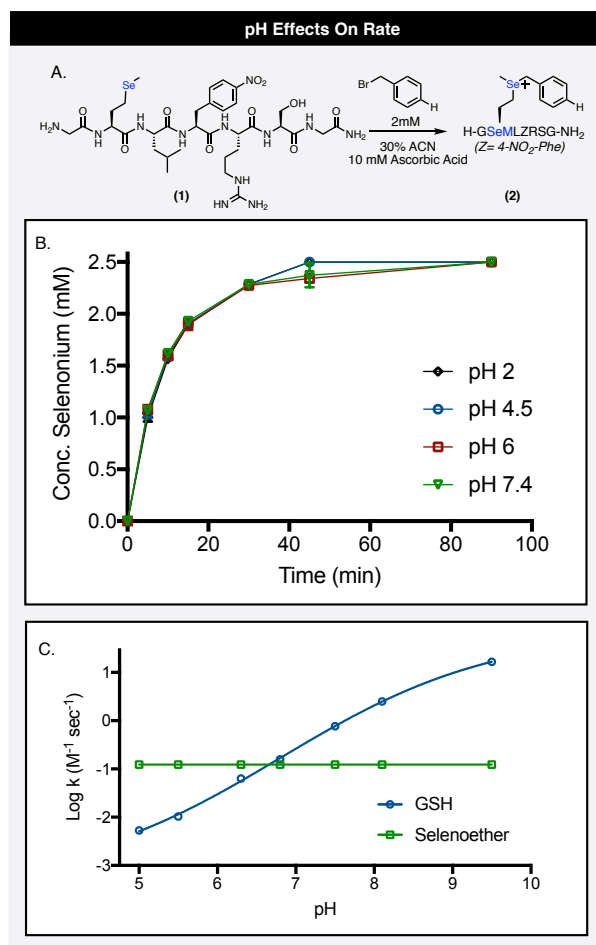 pH Effects On Rate
A.
Se
NO₂
O
H₂N
N
H
O
H
N
O
N
H
O
H
N
O
N
H
OH
O
H
N
O
NH₂
NH
HN
NH₂
(1)
Br
H
2mM
30% ACN
10 mM Ascorbic Acid
Se
+
H
H-GSeMLZRSG-NH₂
(Z= 4-NO₂-Phe)
(2)
B.
Conc. Selenonium (mM)
2.5
2.0
1.5
1.0
0.5
0.0
pH 2
pH 4.5
pH 6
pH 7.4
0 20 40 60 80 100
Time (min)
C.
Log k (M⁻¹ sec⁻¹)
1
0
-1
-2
-3
GSH
Selenoether
5 6 7 8 9 10
pH